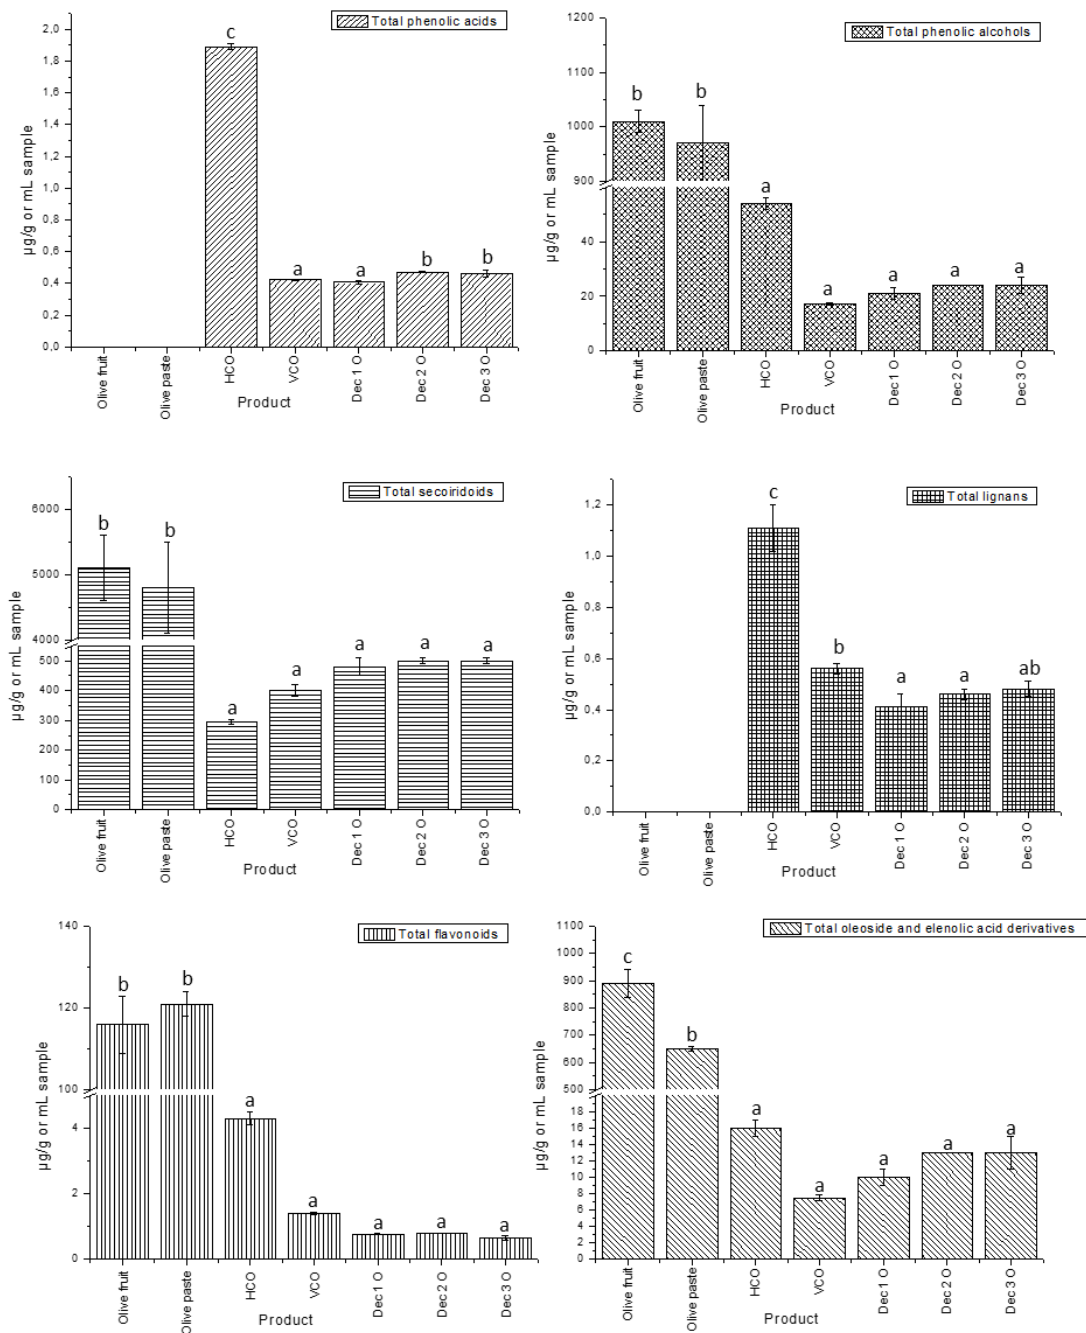 Total phenolic acids
µg/g or mL sample
2,0
1,8
1,6
1,4
1,2
1,0
0,8
0,6
0,4
0,2
0,0
c
a
a
b
b
Olive fruit
Olive paste
HCO
VCO
Dec 1 O
Dec 2 O
Dec 3 O
Product
Total phenolic alcohols
µg/g or mL sample
1200
1100
1000
900
40
20
0
b
b
a
a
a
a
a
Olive fruit
Olive paste
HCO
VCO
Dec 1 O
Dec 2 O
Dec 3 O
Product
Total secoiridoids
µg/g or mL sample
6000
5000
4000
500
400
300
200
100
0
b
b
a
a
a
a
a
Olive fruit
Olive paste
HCO
VCO
Dec 1 O
Dec 2 O
Dec 3 O
Product
Total lignans
µg/g or mL sample
1,2
1,0
0,8
0,6
0,4
0,2
0,0
c
b
a
a
ab
Olive fruit
Olive paste
HCO
VCO
Dec 1 O
Dec 2 O
Dec 3 O
Product
Total flavonoids
µg/g or mL sample
140
120
100
4
2
0
b
b
a
a
a
a
a
Olive fruit
Olive paste
HCO
VCO
Dec 1 O
Dec 2 O
Dec 3 O
Product
Total oleoside and elenolic acid derivatives
µg/g or mL sample
1100
1000
900
800
700
600
500
18
16
14
12
10
8
6
4
2
0
c
b
a
a
a
a
a
Olive fruit
Olive paste
HCO
VCO
Dec 1 O
Dec 2 O
Dec 3 O
Product